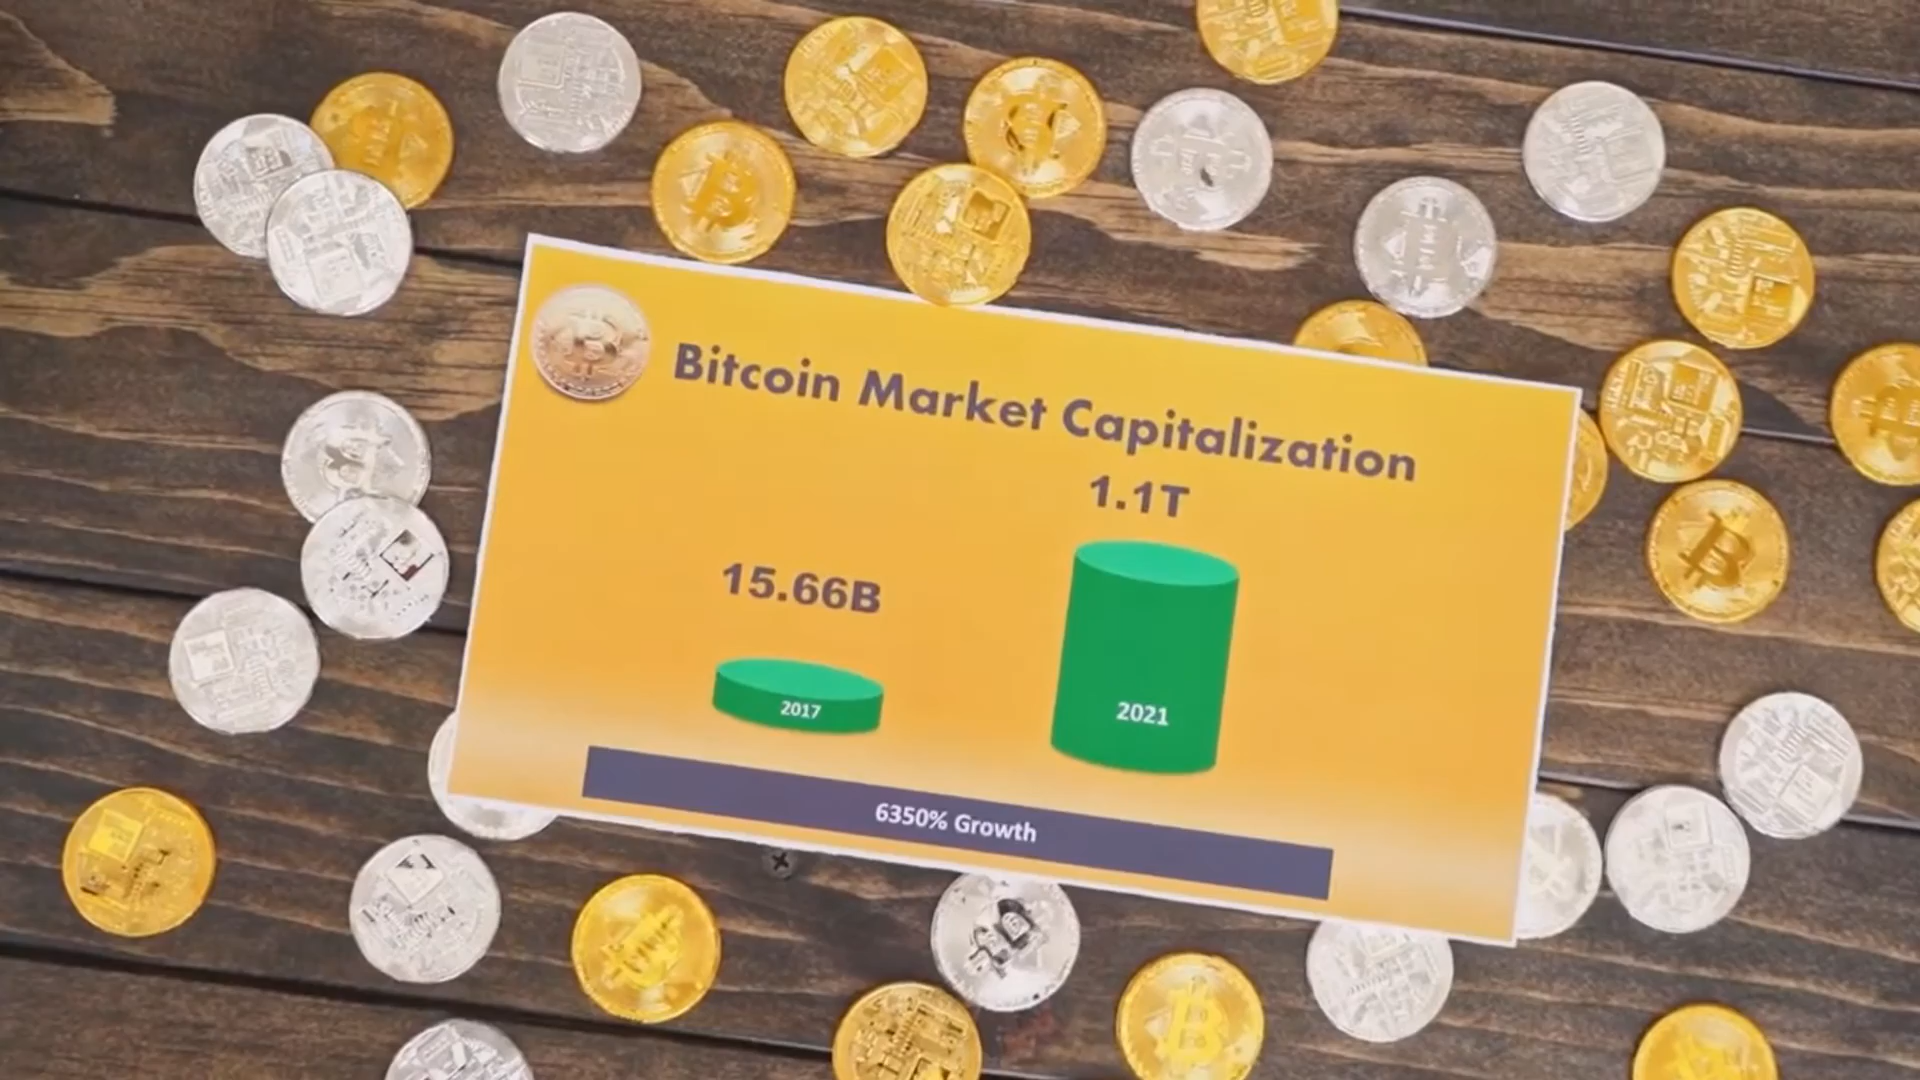 Bitcoin Market Capitalization
1.1T
15.66B
2017
2021
6350% Growth